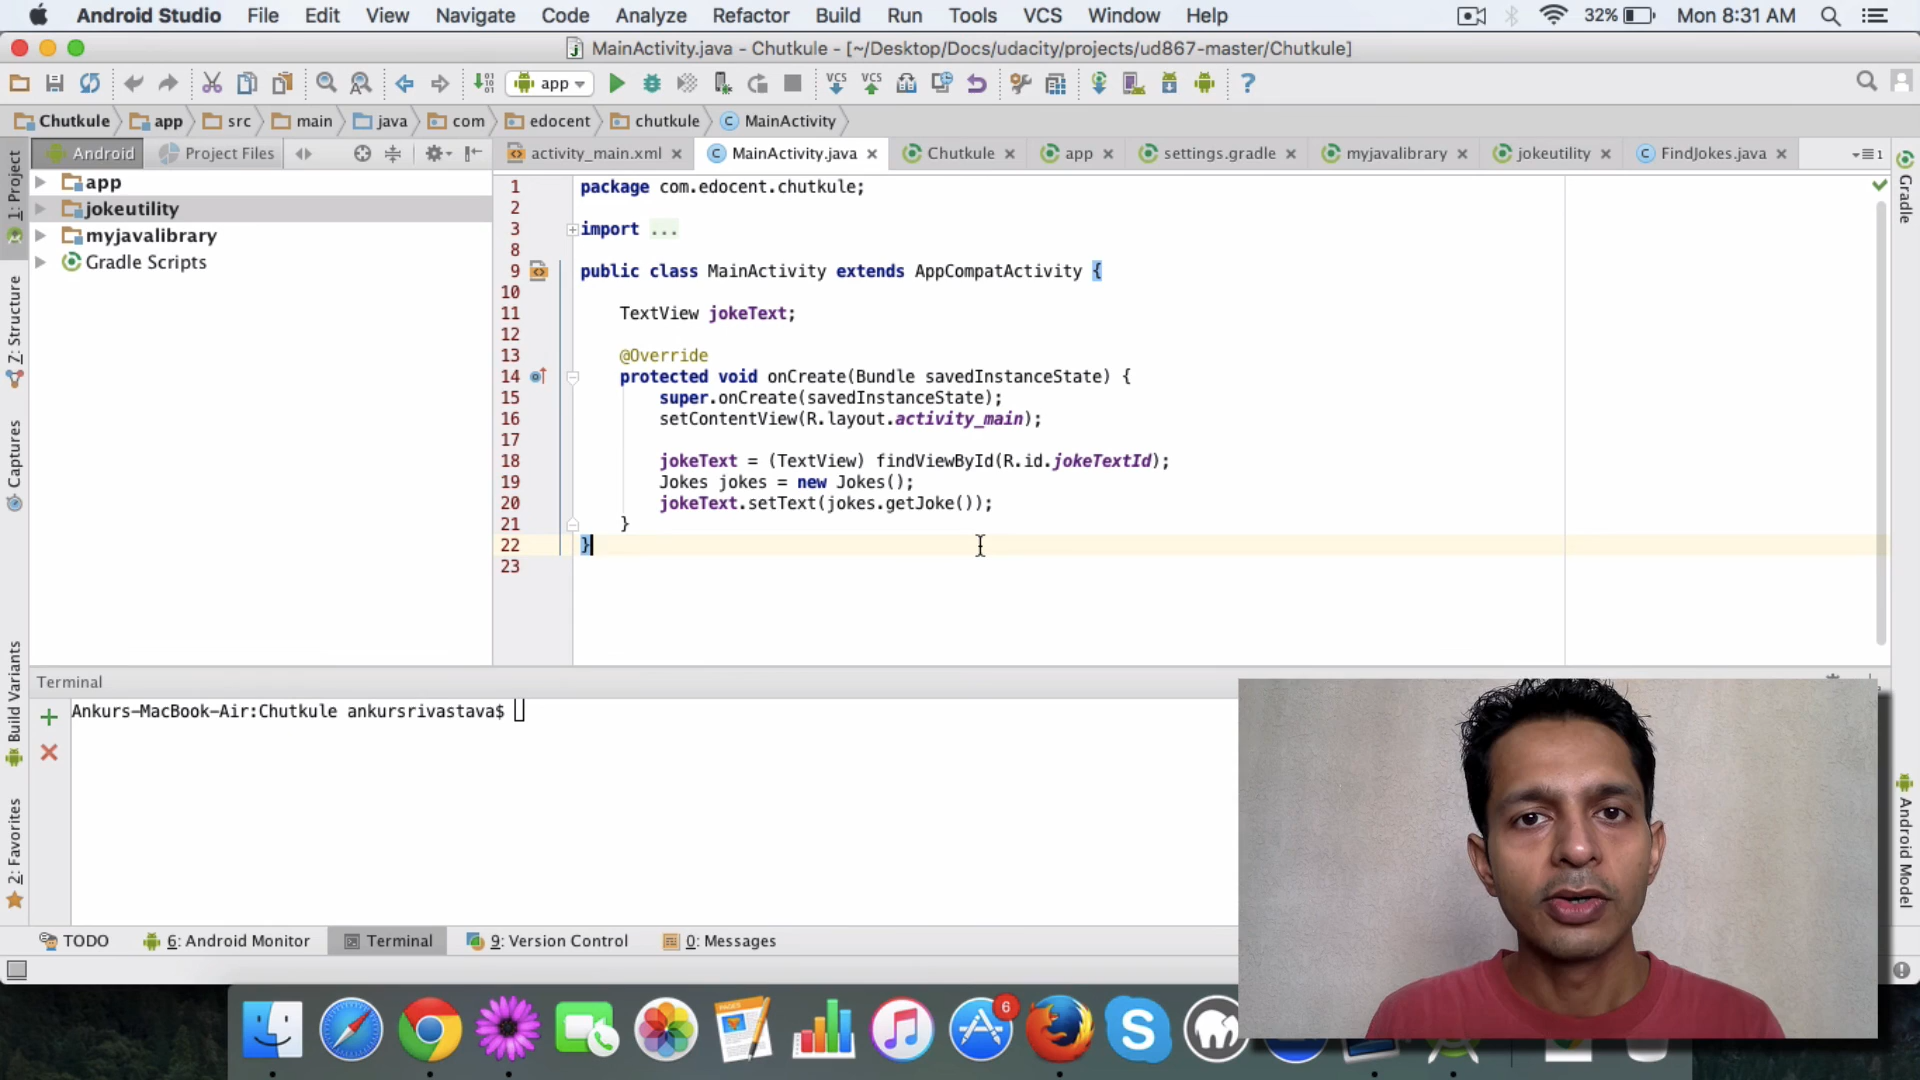 Android Studio File Edit View Navigate Code Analyze Refactor Build Run Tools VCS Window Help 32% Mon 8:31 AM
MainActivity.java - Chutkule - [~/Desktop/Docs/udacity/projects/ud867-master/Chutkule]
app VCS VCS ?
Chutkule app src main java com edocent chutkule MainActivity
Android Project Files activity_main.xml MainActivity.java Chutkule app settings.gradle myjavalibrary jokeutility FindJokes.java 1
app
jokeutility
myjavalibrary
Gradle Scripts
1: Project
7: Structure
Captures
Build Variants
2: Favorites
1 package com.edocent.chutkule;
2
3 import ...
8
9 public class MainActivity extends AppCompatActivity {
10
11 TextView jokeText;
12
13 @Override
14 protected void onCreate(Bundle savedInstanceState) {
15 super.onCreate(savedInstanceState);
16 setContentView(R.layout.activity_main);
17
18 jokeText = (TextView) findViewById(R.id.jokeTextId);
19 Jokes jokes = new Jokes();
20 jokeText.setText(jokes.getJoke());
21 }
22 }
23
Gradle
Android Model
Terminal
Ankurs-MacBook-Air:Chutkule ankursrivastava$
TODO 6: Android Monitor Terminal 9: Version Control 0: Messages
PAGES
6
S